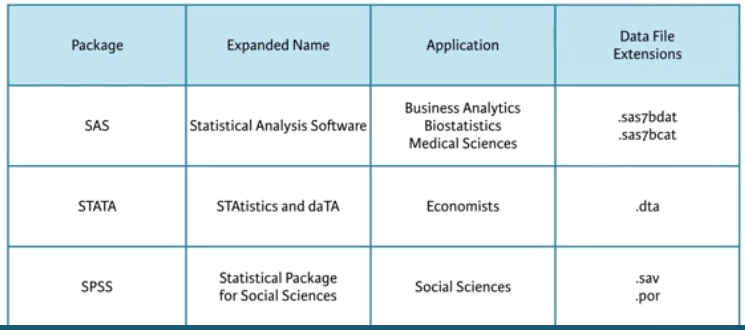 Package
Expanded Name
Application
Data File
Extensions
SAS
Statistical Analysis Software
Business Analytics
Biostatistics
Medical Sciences
.sas7bdat
.sas7bcat
STATA
STAtistics and daTA
Economists
.dta
SPSS
Statistical Package
for Social Sciences
Social Sciences
.sav
.por